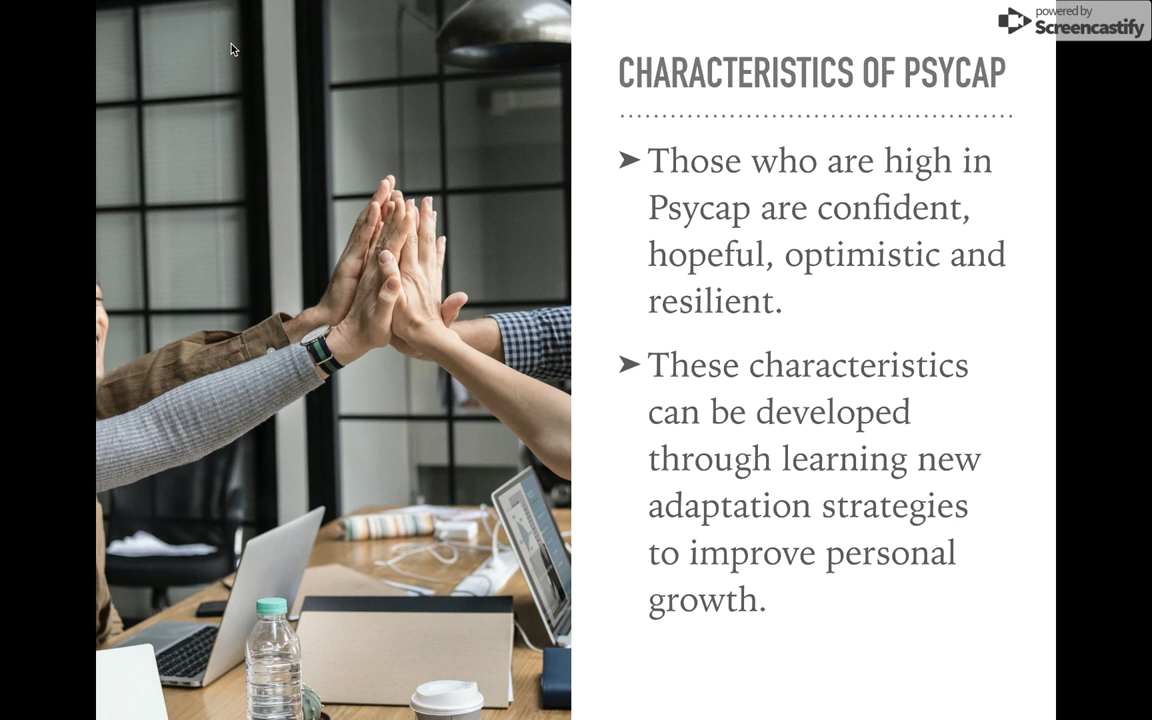 powered by
Screencastify
CHARACTERISTICS OF PSYCAP
➤ Those who are high in
Psycap are confident,
hopeful, optimistic and
resilient.
➤ These characteristics
can be developed
through learning new
adaptation strategies
to improve personal
growth.